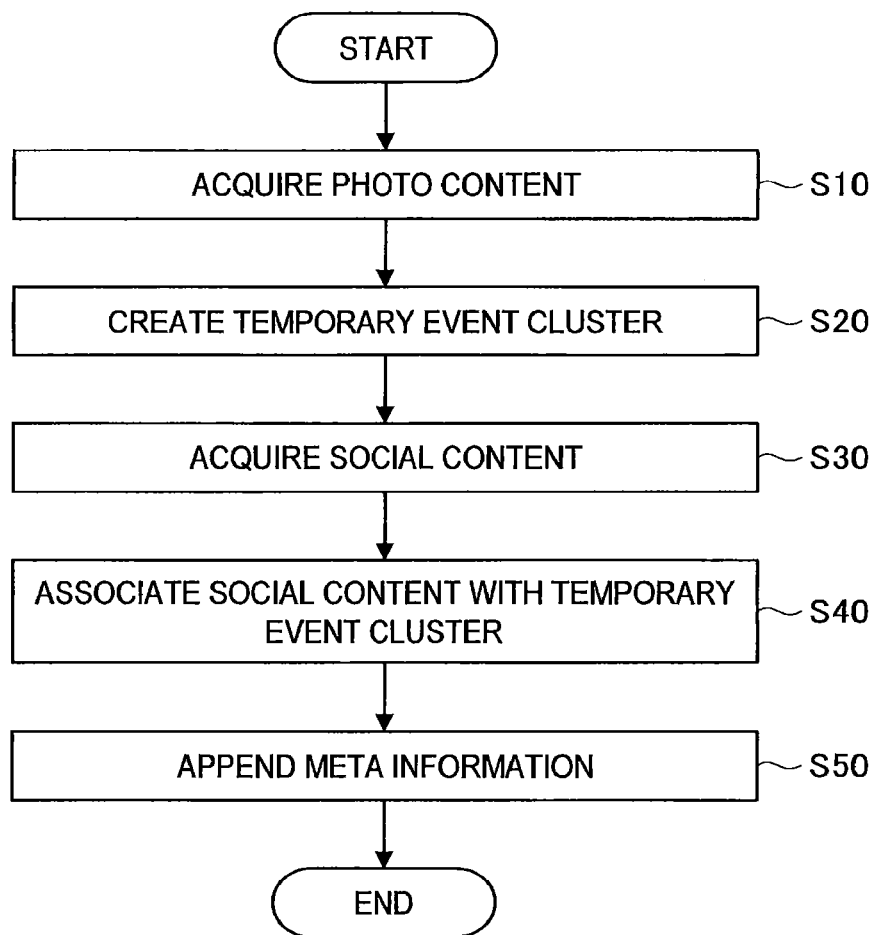 START
ACQUIRE PHOTO CONTENT
S10
CREATE TEMPORARY EVENT CLUSTER
S20
ACQUIRE SOCIAL CONTENT
S30
ASSOCIATE SOCIAL CONTENT WITH TEMPORARY
EVENT CLUSTER
S40
APPEND META INFORMATION
S50
END